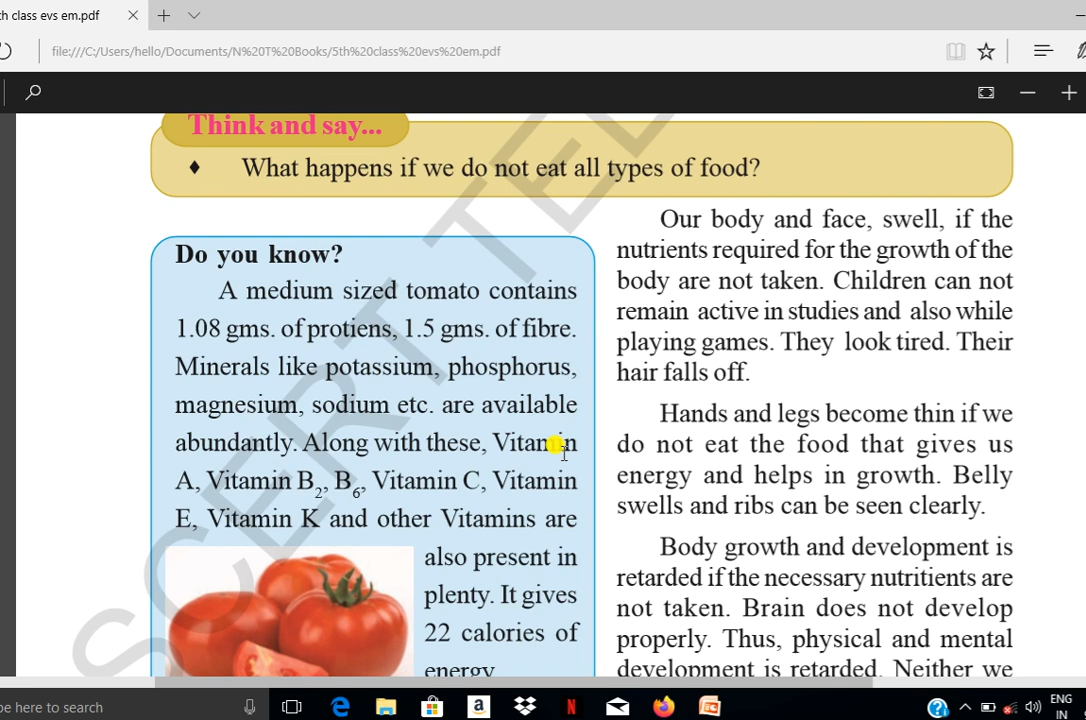 th class evs em.pdf
file:///C:/Users/hello/Documents/N%20T%20Books/5th%20class%20evs%20em.pdf
Think and say...
♦ What happens if we do not eat all types of food?
Do you know?
A medium sized tomato contains
1.08 gms. of protiens, 1.5 gms. of fibre.
Minerals like potassium, phosphorus,
magnesium, sodium etc. are available
abundantly. Along with these, Vitamin
A, Vitamin B2, B6, Vitamin C, Vitamin
E, Vitamin K and other Vitamins are
also present in
plenty. It gives
22 calories of
energy
Our body and face, swell, if the
nutrients required for the growth of the
body are not taken. Children can not
remain active in studies and also while
playing games. They look tired. Their
hair falls off.
Hands and legs become thin if we
do not eat the food that gives us
energy and helps in growth. Belly
swells and ribs can be seen clearly.
Body growth and development is
retarded if the necessary nutritients are
not taken. Brain does not develop
properly. Thus, physical and mental
development is retarded. Neither we
SCERT TEL
pe here to search
ENG
IN